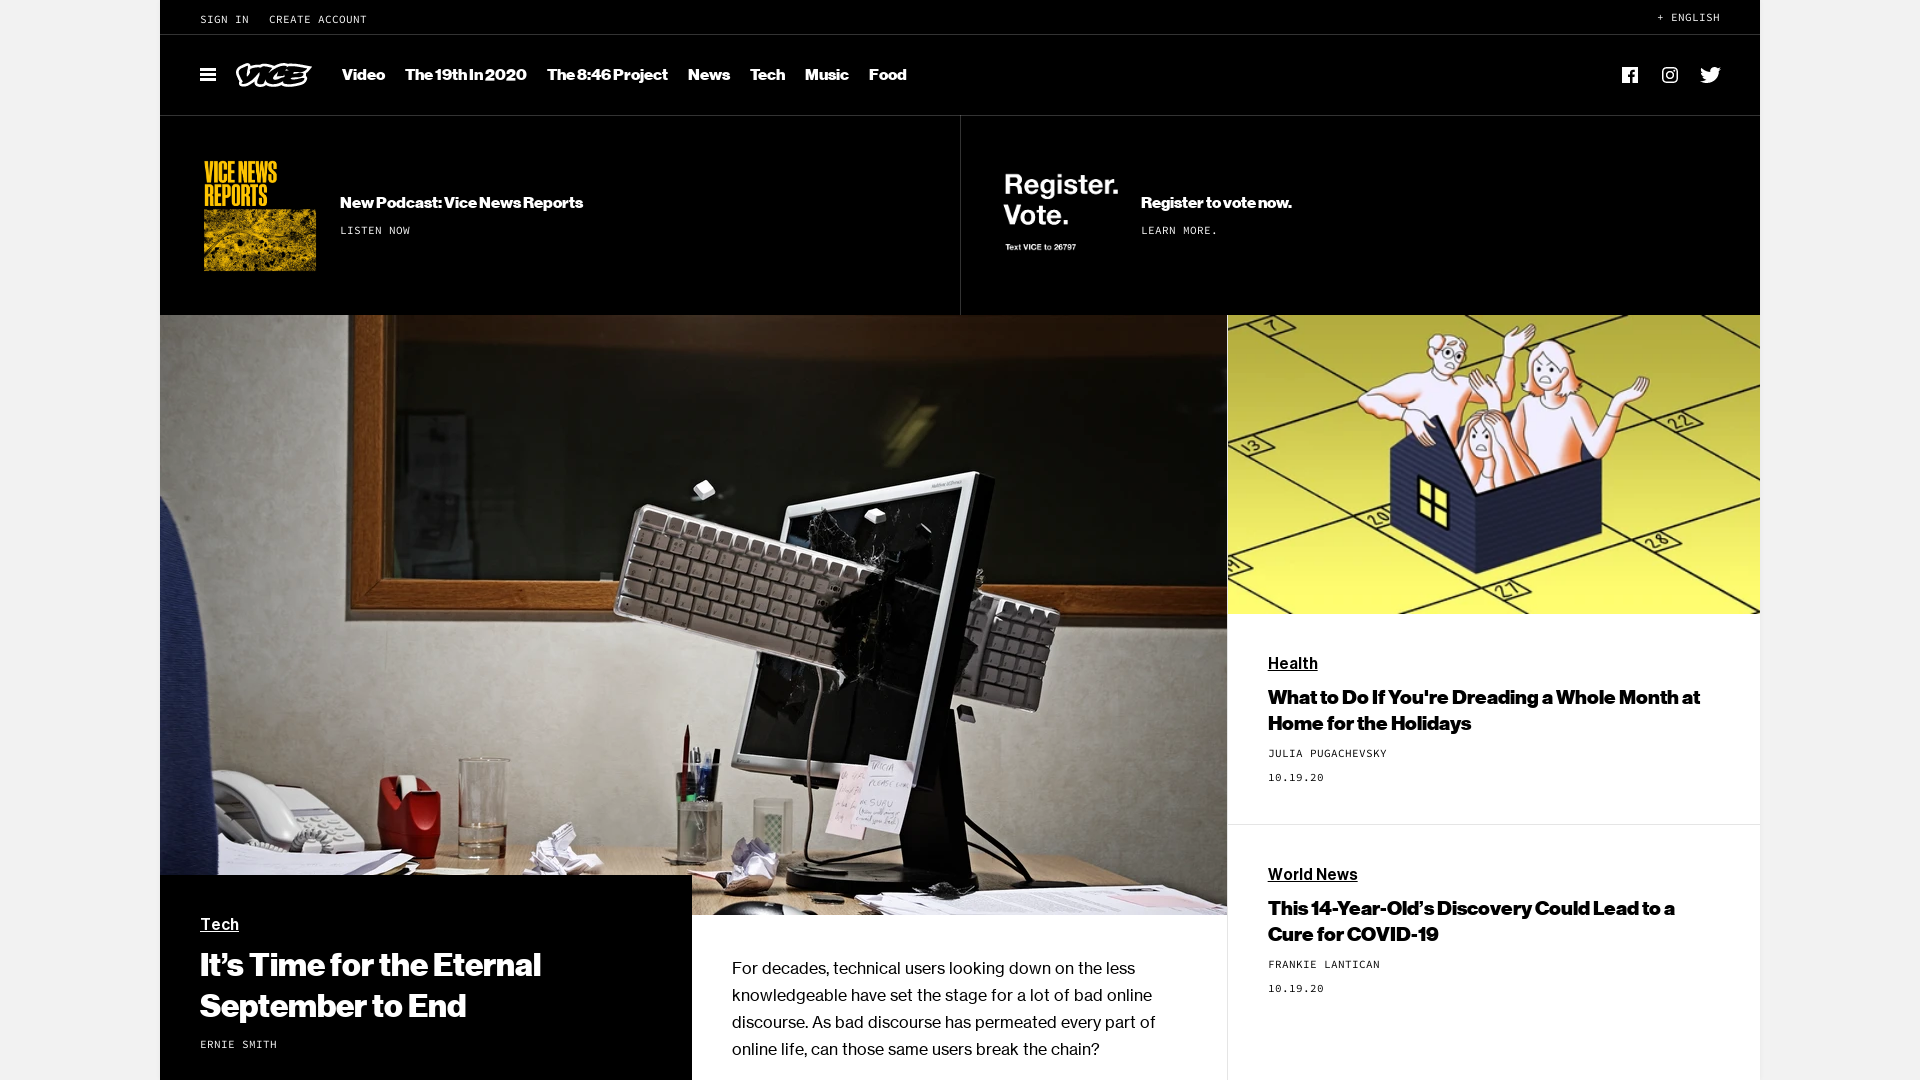 SIGN IN
CREATE ACCOUNT
+ ENGLISH
VICE
Video
The 19th In 2020
The 8:46 Project
News
Tech
Music
Food
VICE NEWS
REPORTS
New Podcast: Vice News Reports
LISTEN NOW
Register.
Vote.
Text VICE to 26797
Register to vote now.
LEARN MORE.
7
13
22
20
28
27
Tech
It’s Time for the Eternal
September to End
ERNIE SMITH
For decades, technical users looking down on the less
knowledgeable have set the stage for a lot of bad online
discourse. As bad discourse has permeated every part of
online life, can those same users break the chain?
Health
What to Do If You're Dreading a Whole Month at
Home for the Holidays
JULIA PUGACHEVSKY
10.19.20
World News
This 14-Year-Old’s Discovery Could Lead to a
Cure for COVID-19
FRANKIE LANTICAN
10.19.20